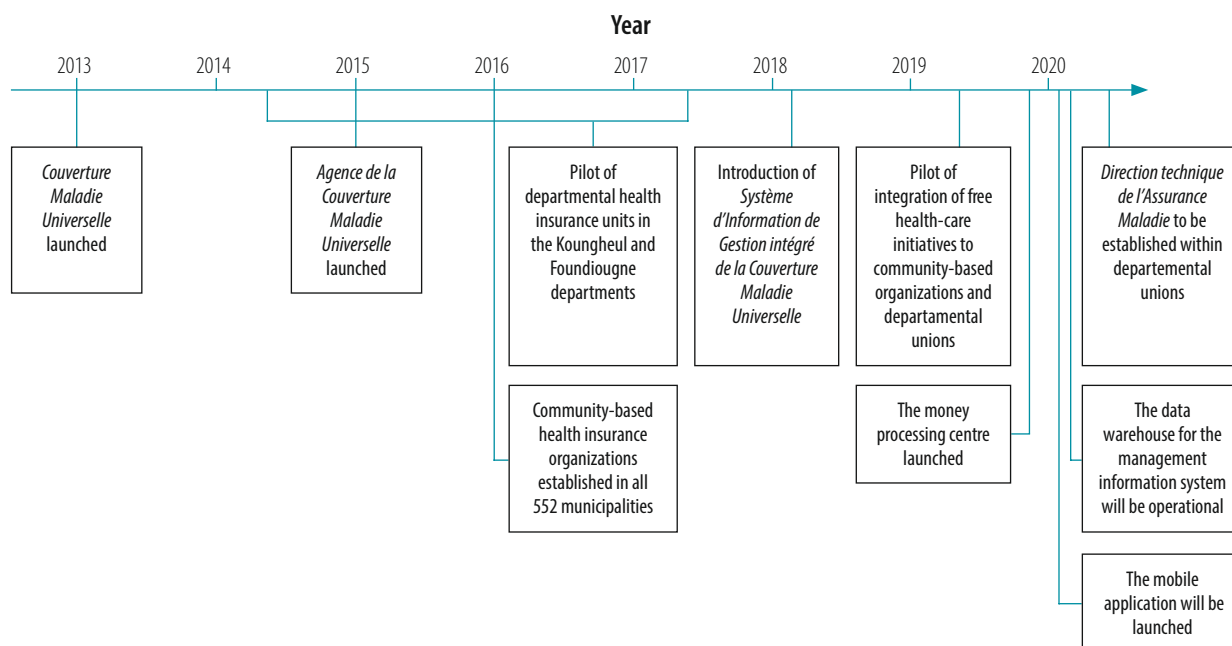 Year
2013
2014
2015
2016
2017
2018
2019
2020
Couverture
Maladie
Universelle
launched
Agence de la
Couverture
Maladie
Universelle
launched
Pilot of
departmental health
insurance units in
the Koungheul and
Foundiougne
departments
Introduction of
Système
d’Information de
Gestion intégré
de la Couverture
Maladie
Universelle
Pilot of
integration of free
health-care
initiatives to
community-based
organizations and
departamental
unions
Direction technique
de l’Assurance
Maladie to be
established within
departemental
unions
Community-based
health insurance
organizations
established in all
552 municipalities
The money
processing centre
launched
The data
warehouse for the
management
information system
will be operational
The mobile
application will be
launched